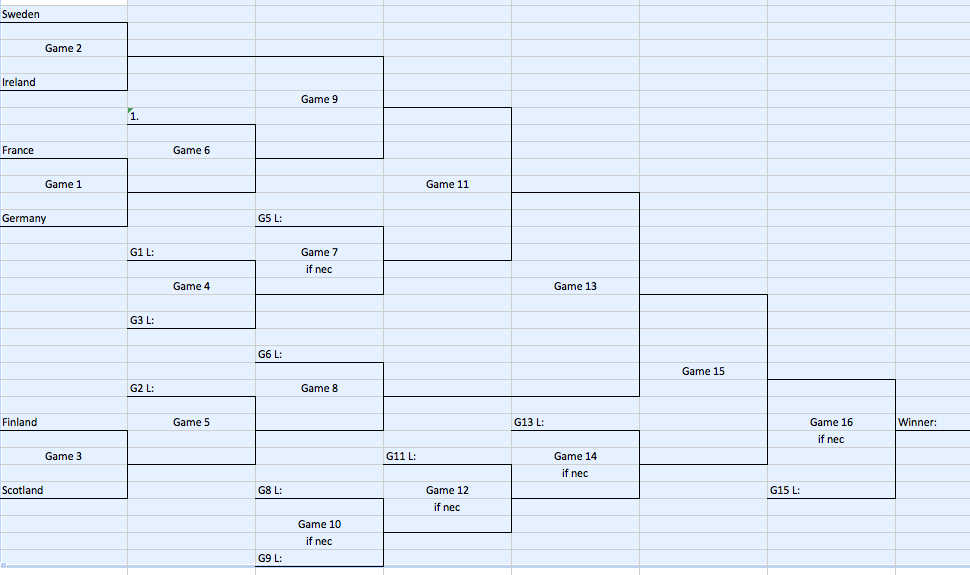 Sweden
Game 2
Ireland
Game 9
1.
France
Game 6
Game 1
Game 11
Germany
G5 L:
G1 L:
Game 7
if nec
Game 4
Game 13
G3 L:
G6 L:
Game 15
G2 L:
Game 8
Finland
Game 5
G13 L:
Game 16
Winner:
if nec
Game 3
G11 L:
Game 14
if nec
Scotland
G8 L:
Game 12
G15 L:
if nec
Game 10
if nec
G9 L: